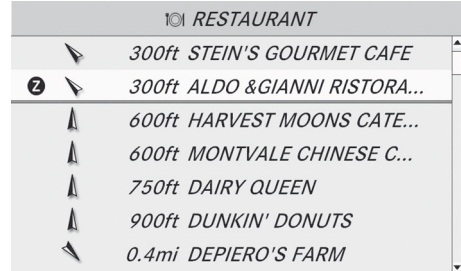 RESTAURANT
300ft STEIN'S GOURMET CAFE
Z 300ft ALDO &GIANNI RISTORA...
600ft HARVEST MOONS CATE...
600ft MONTVALE CHINESE C...
750ft DAIRY QUEEN
900ft DUNKIN' DONUTS
0.4mi DEPIERO'S FARM